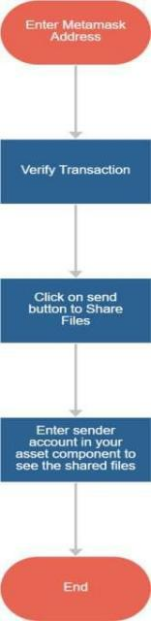 Enter Metamask
Address
Verify Transaction
Click on send
button to Share
Files
Enter sender
account in your
asset component to
see the shared files
End